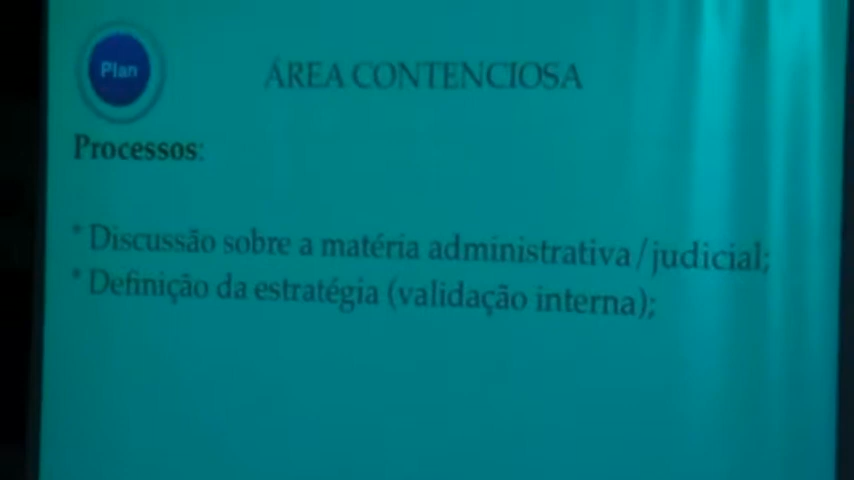 Plan
ÁREA CONTENCIOSA
Processos:
* Discussão sobre a matéria administrativa/judicial;
* Definição da estratégia (validação interna);